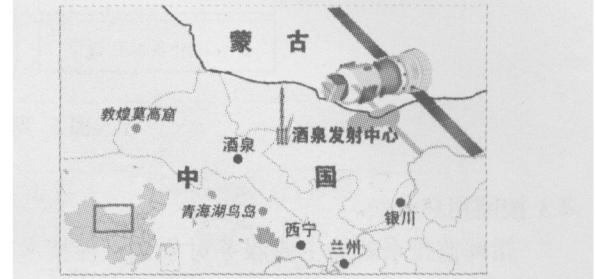 蒙古
敦煌莫高窟
酒泉发射中心
酒泉
中国
青海湖鸟岛
银川
西宁
兰州